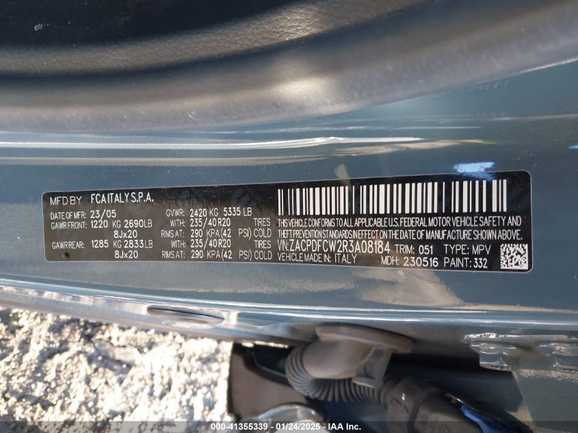 MFD BY FCA ITALY S.P.A.
DATE OF MFR: 23/05 GVWR: 2420 KG 5335 LB
GAWR FRONT: 1220 KG 2690LB WITH 235/40R20 TIRES
8Jx20 RIMS AT: 290 KPA(42 PSI) COLD
GAWR REAR: 1285 KG 2833LB WITH 235/40R20 TIRES
8Jx20 RIMS AT: 290 KPA(42 PSI) COLD
THIS VEHICLE CONFORMS TO ALL APPLICABLE U.S. FEDERAL MOTOR VEHICLE SAFETY AND
THEFT PREVENTION STANDARDS IN EFFECT ON THE DATE OF MANUFACTURE SHOWN ABOVE.
VIN: ZACPDFCW2R3A08184 TRIM: 051 TYPE: MPV
VEHICLE MADE IN: ITALY MDH: 230516 PAINT: 332
000-41355339 - 01/24/2025 - IAA Inc.